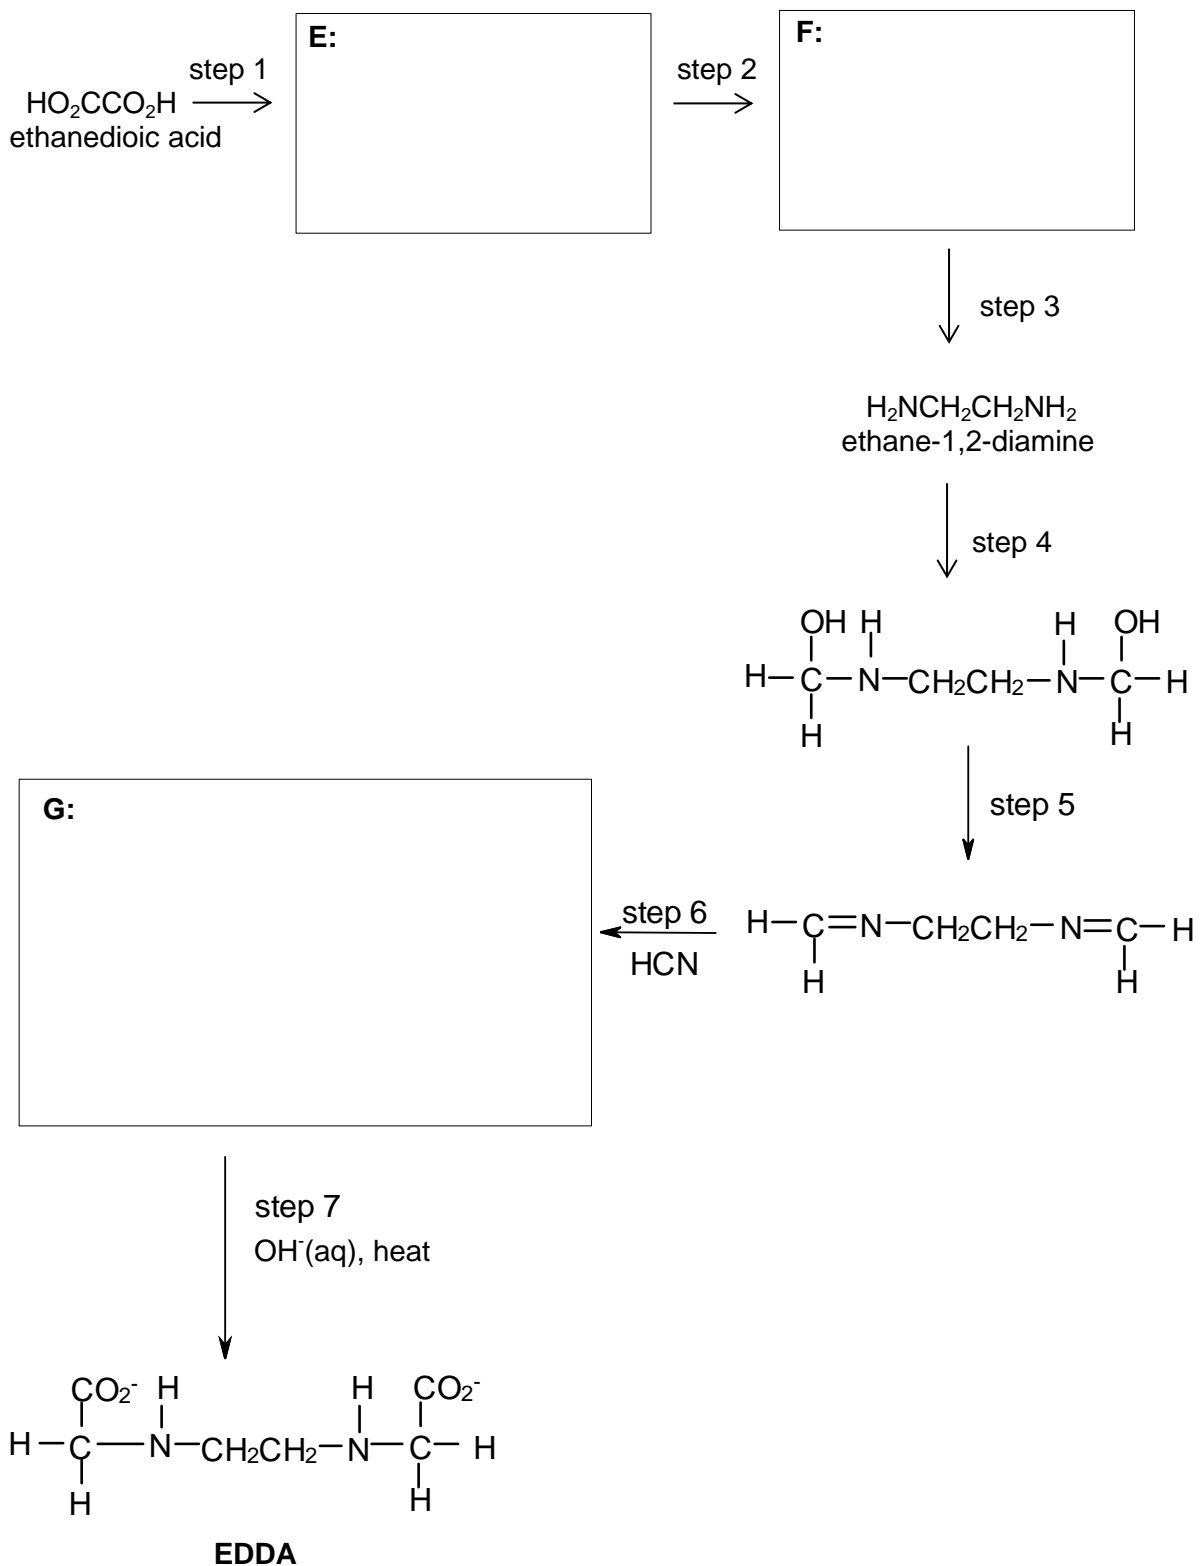 E:
F:
step 1
step 2
HO₂CCO₂H
ethanedioic acid
step 3
H₂NCH₂CH₂NH₂
ethane-1,2-diamine
step 4
OH H H OH
H C N CH₂CH₂ N C H
H H
step 5
G:
step 6
HCN
H C=N CH₂CH₂ N=C H
H H
step 7
OH⁻(aq), heat
CO₂⁻ H H CO₂⁻
H C N CH₂CH₂ N C H
H H
EDDA